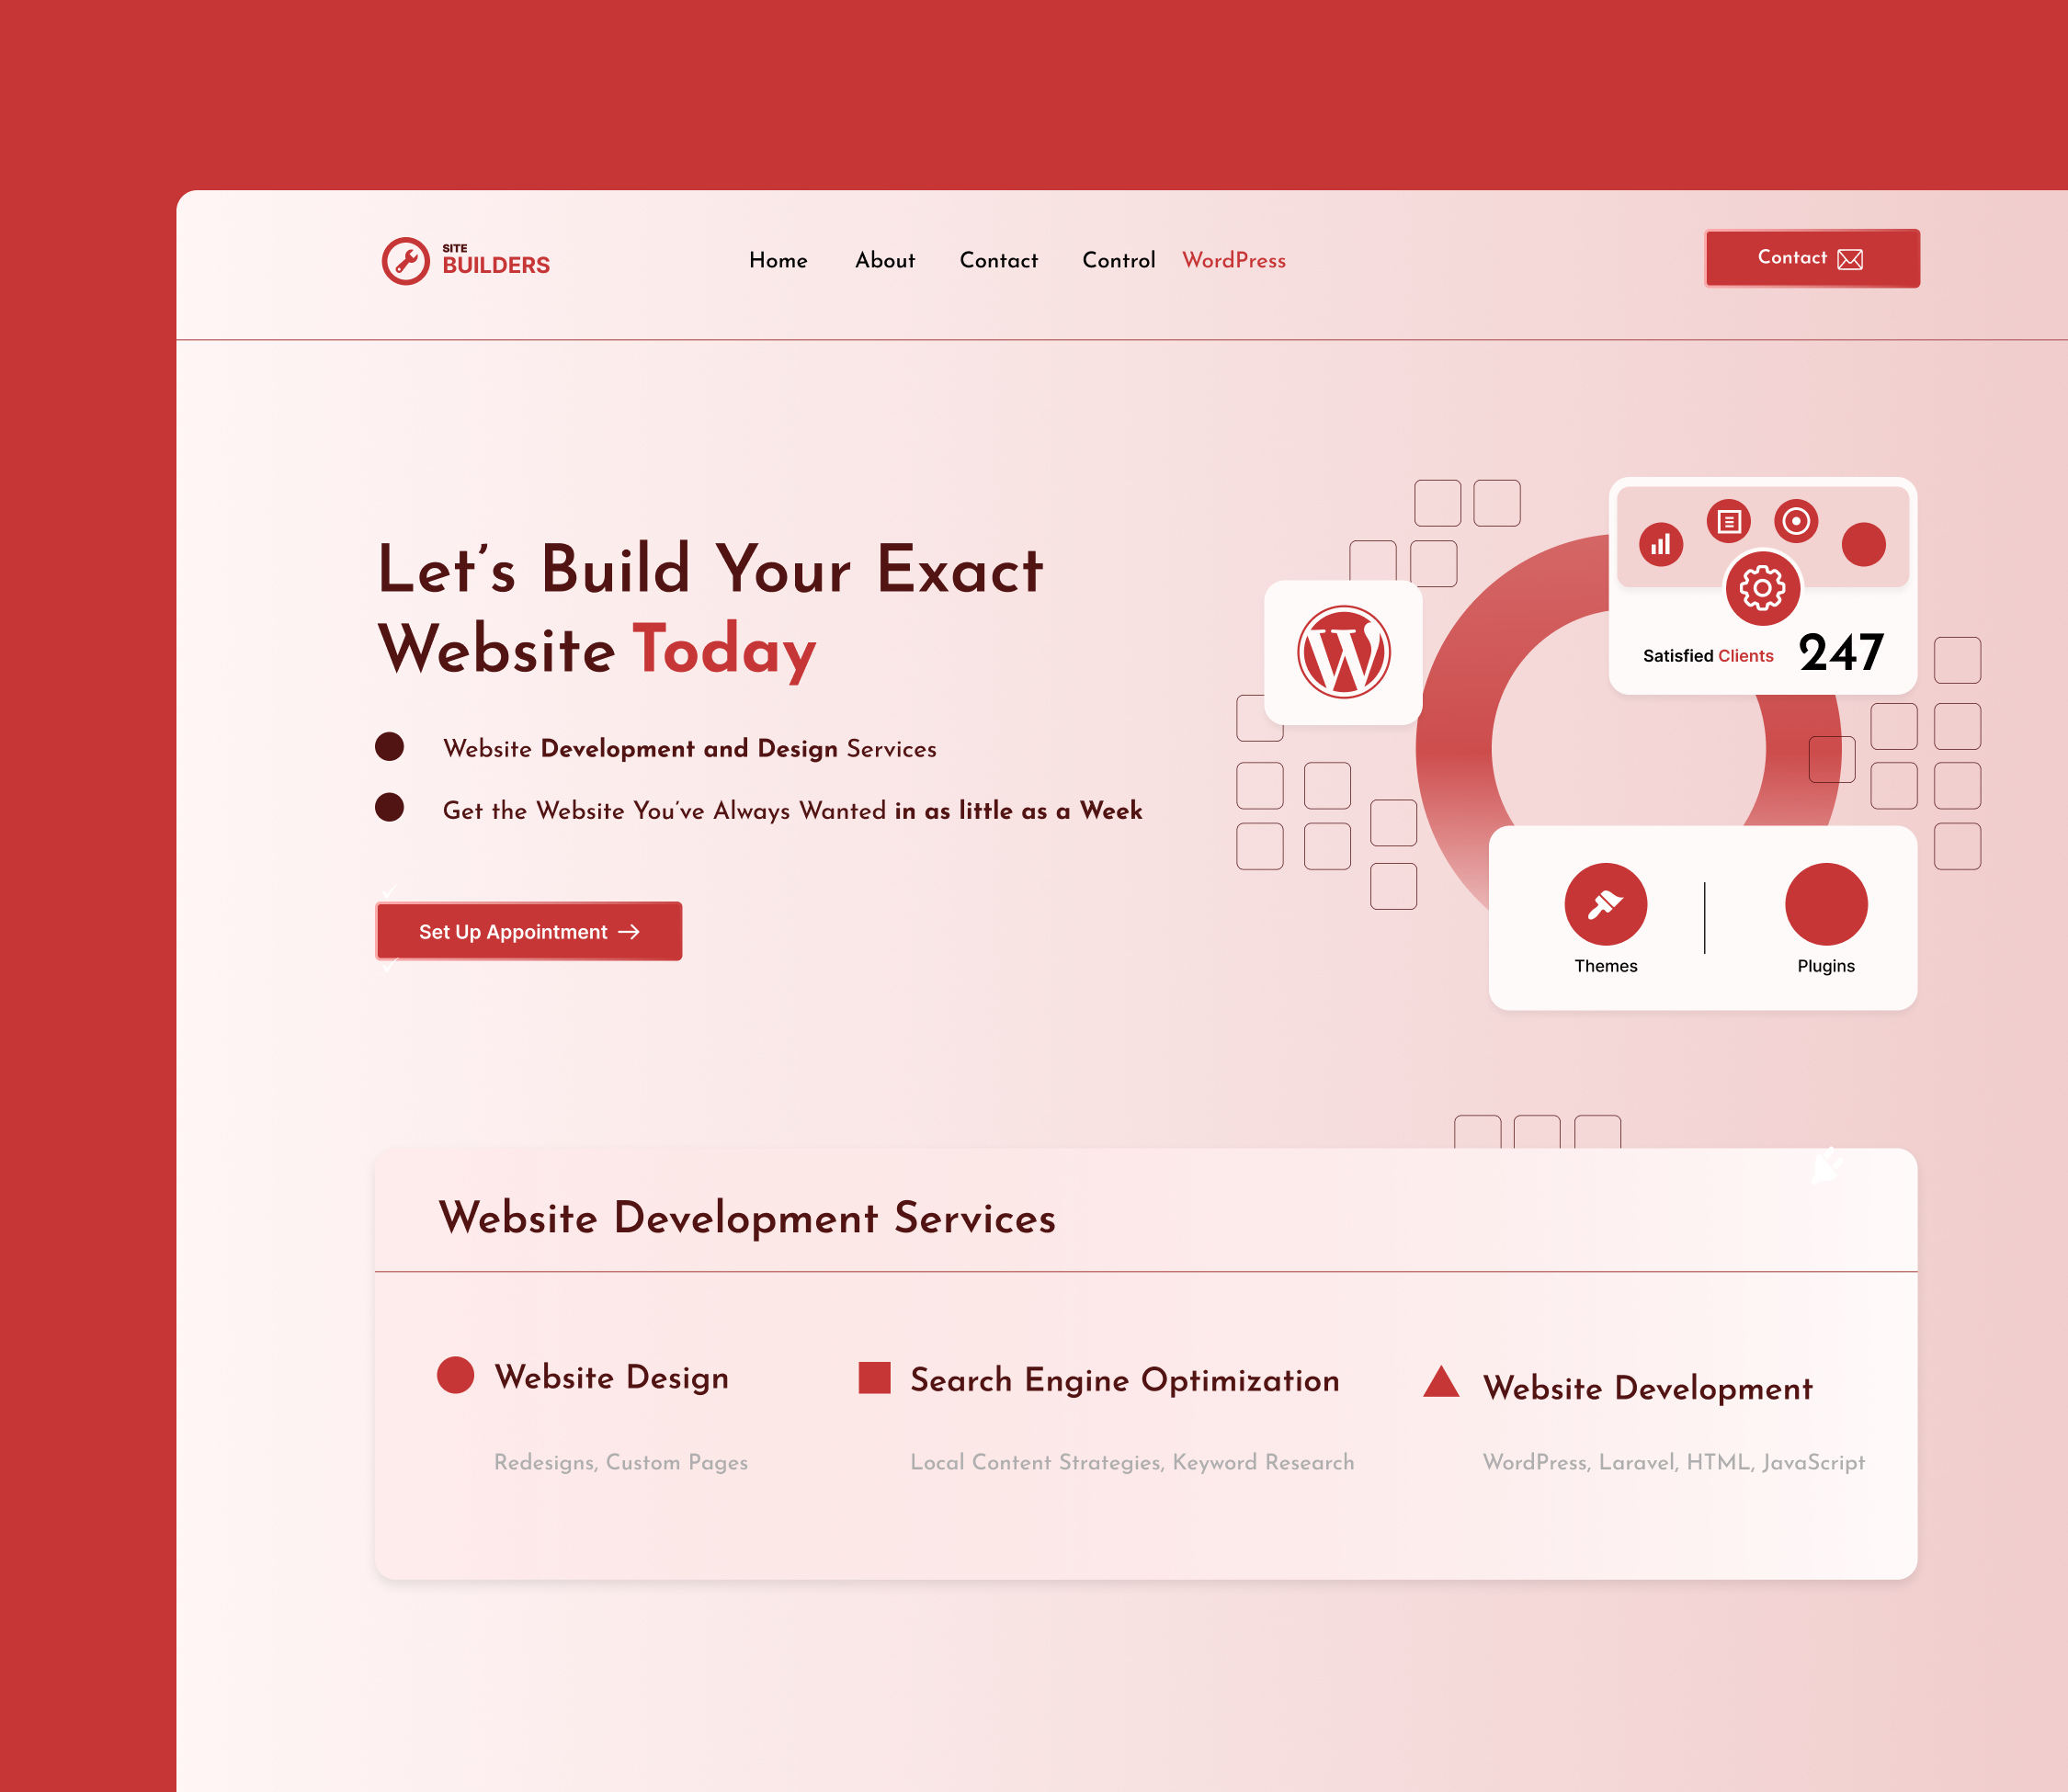 SITE
BUILDERS
Home About Contact Control WordPress
Contact
Let’s Build Your Exact
Website Today
Website Development and Design Services
Get the Website You’ve Always Wanted in as little as a Week
Set Up Appointment
Satisfied Clients 247
Themes Plugins
Website Development Services
Website Design Search Engine Optimization Website Development
Redesigns, Custom Pages Local Content Strategies, Keyword Research WordPress, Laravel, HTML, JavaScript